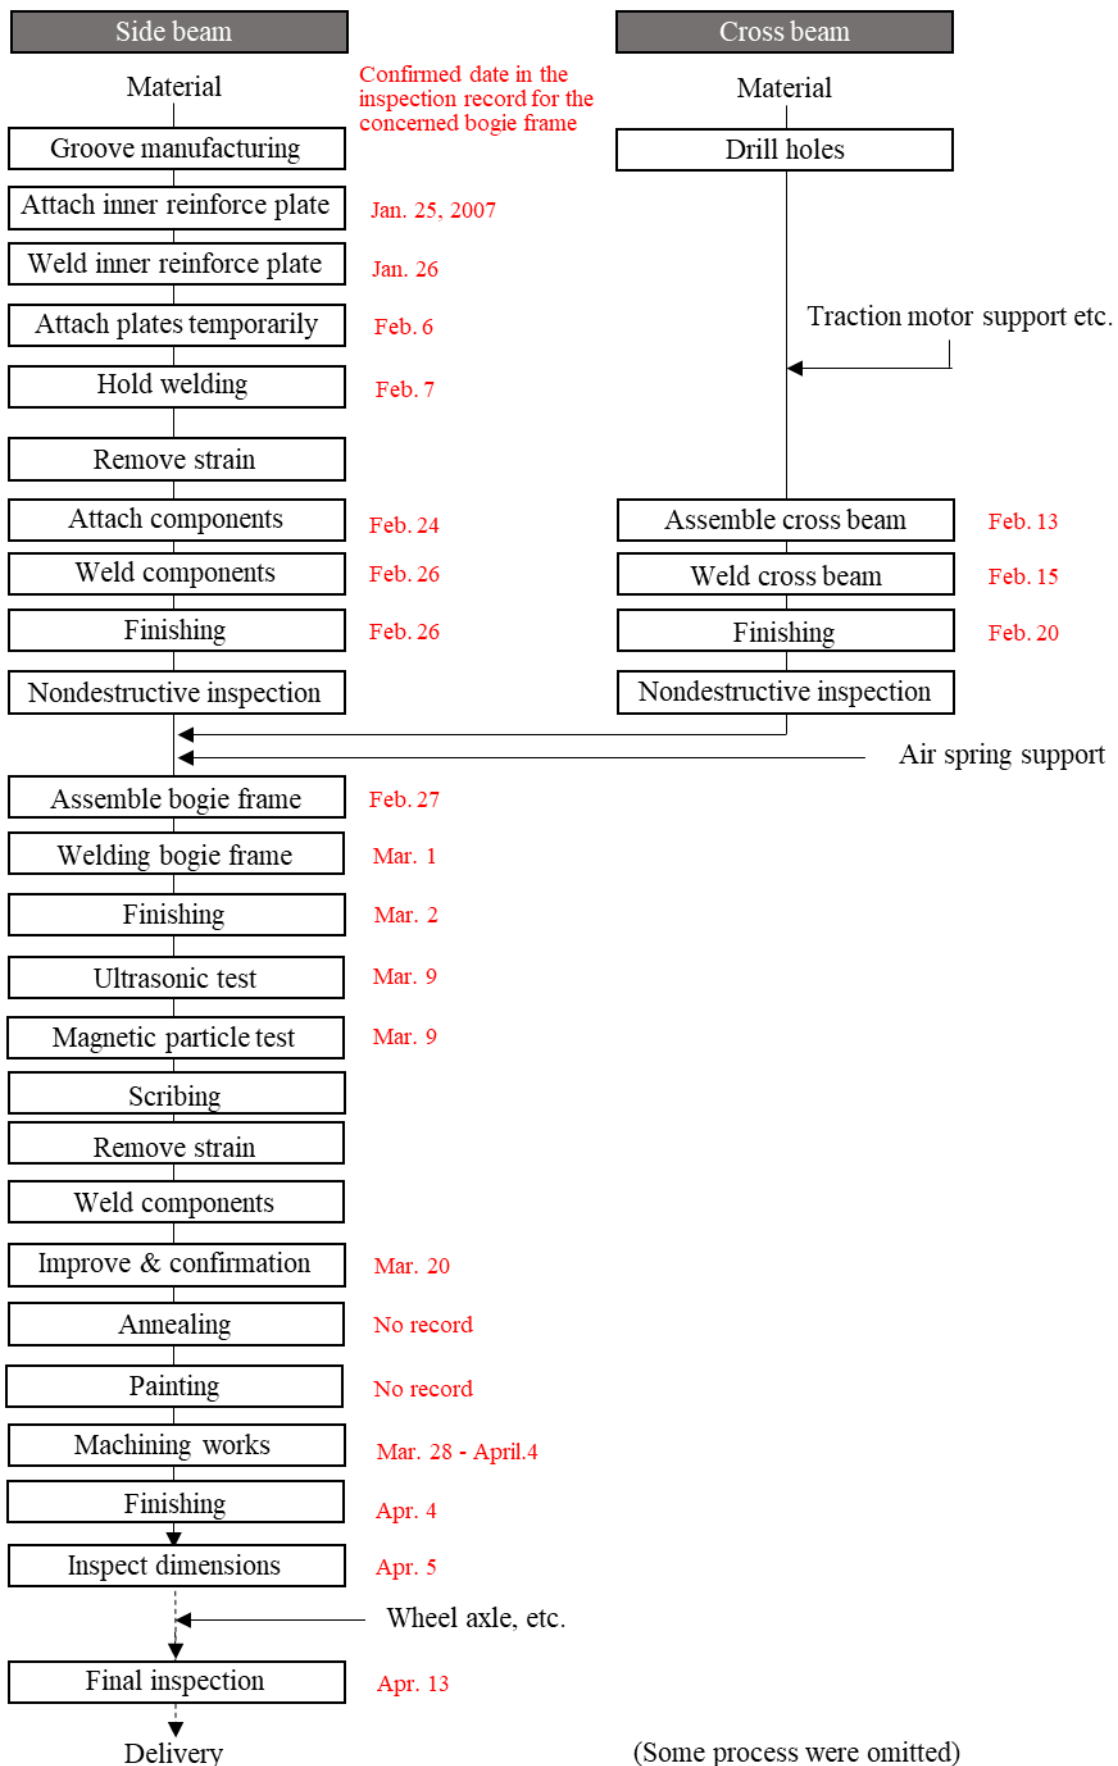 Side beam
Cross beam
Material
Confirmed date in the
inspection record for the
concerned bogie frame
Material
Groove manufacturing
Drill holes
Attach inner reinforce plate
Jan. 25, 2007
Weld inner reinforce plate
Jan. 26
Attach plates temporarily
Feb. 6
Traction motor support etc.
Hold welding
Feb. 7
Remove strain
Attach components
Feb. 24
Assemble cross beam
Feb. 13
Weld components
Feb. 26
Weld cross beam
Feb. 15
Finishing
Feb. 26
Finishing
Feb. 20
Nondestructive inspection
Nondestructive inspection
Air spring support
Assemble bogie frame
Feb. 27
Welding bogie frame
Mar. 1
Finishing
Mar. 2
Ultrasonic test
Mar. 9
Magnetic particle test
Mar. 9
Scribing
Remove strain
Weld components
Improve & confirmation
Mar. 20
Annealing
No record
Painting
No record
Machining works
Mar. 28 - April.4
Finishing
Apr. 4
Inspect dimensions
Apr. 5
Wheel axle, etc.
Final inspection
Apr. 13
Delivery
(Some process were omitted)